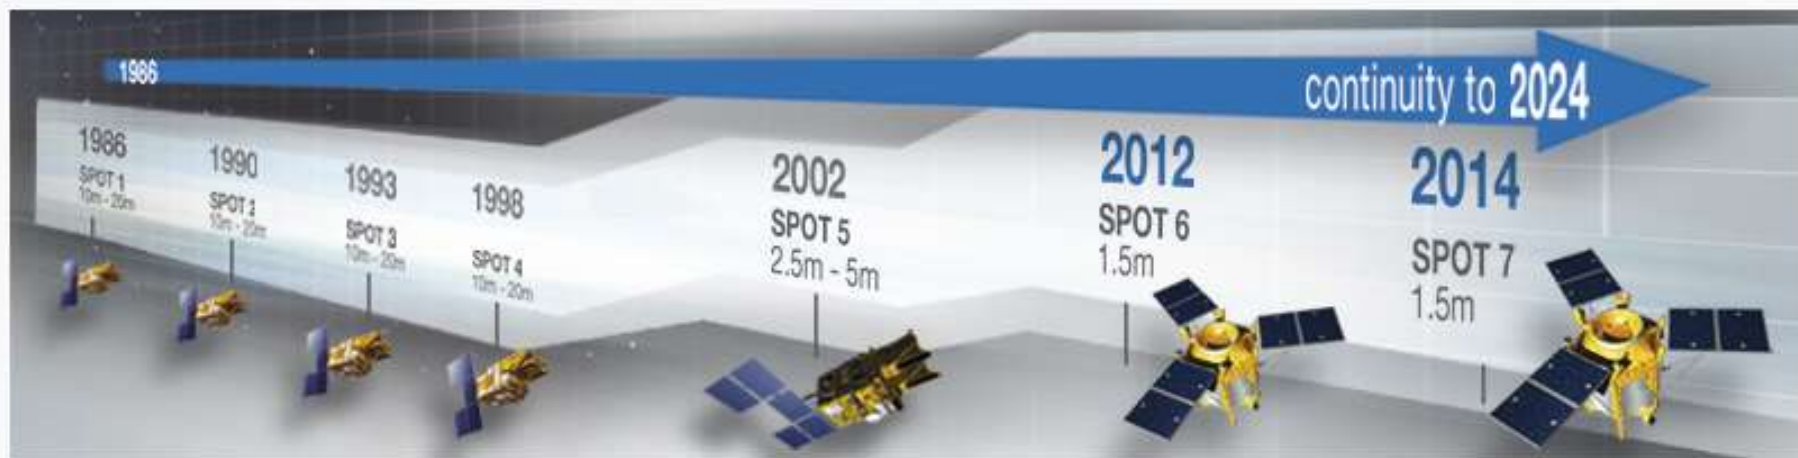 1986
continuity to 2024
1986
SPOT 1
10m - 20m
1990
SPOT 2
10m - 20m
1993
SPOT 3
10m - 20m
1998
SPOT 4
10m - 20m
2002
SPOT 5
2.5m - 5m
2012
SPOT 6
1.5m
2014
SPOT 7
1.5m